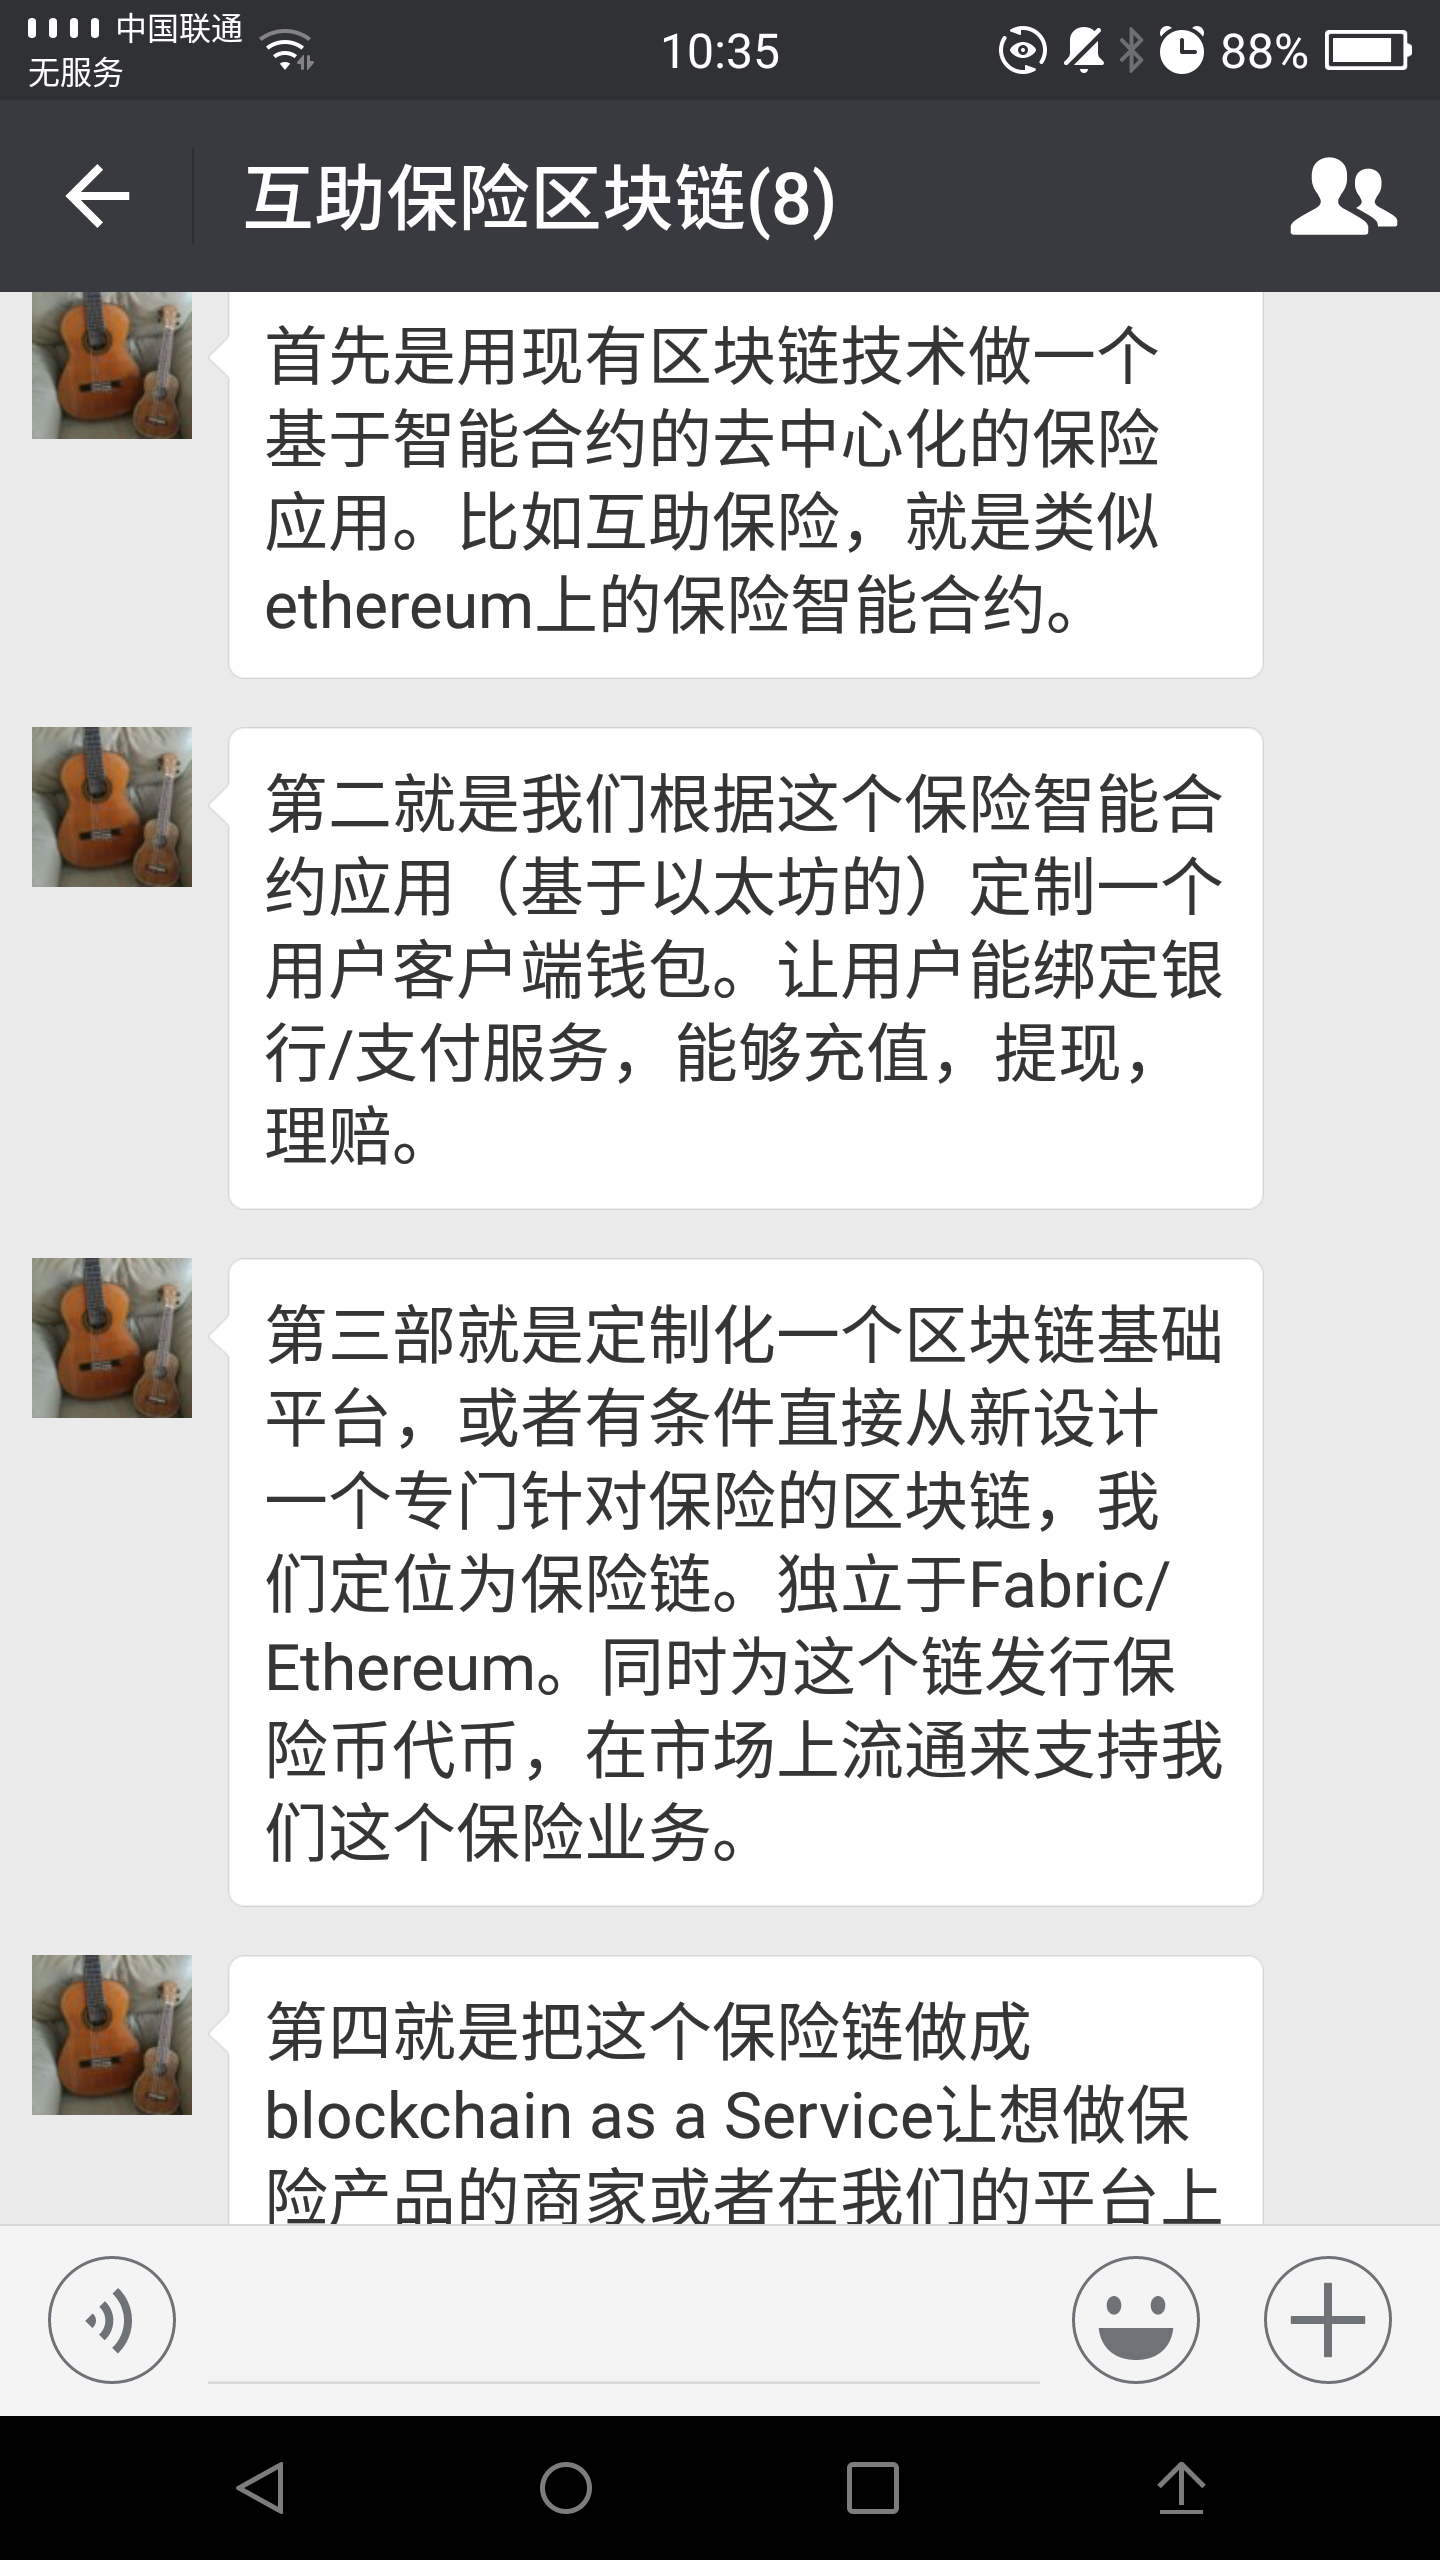 中国联通
无服务
10:35
88%
互助保险区块链(8)
首先是用现有区块链技术做一个
基于智能合约的去中心化的保险
应用。比如互助保险，就是类似
ethereum上的保险智能合约。
第二就是我们根据这个保险智能合
约应用（基于以太坊的）定制一个
用户客户端钱包。让用户能绑定银
行/支付服务，能够充值，提现，
理赔。
第三部就是定制化一个区块链基础
平台，或者有条件直接从新设计
一个专门针对保险的区块链，我
们定位为保险链。独立于Fabric/
Ethereum。同时为这个链发行保
险币代币，在市场上流通来支持我
们这个保险业务。
第四就是把这个保险链做成
blockchain as a Service让想做保
险产品的商家或者在我们的平台上